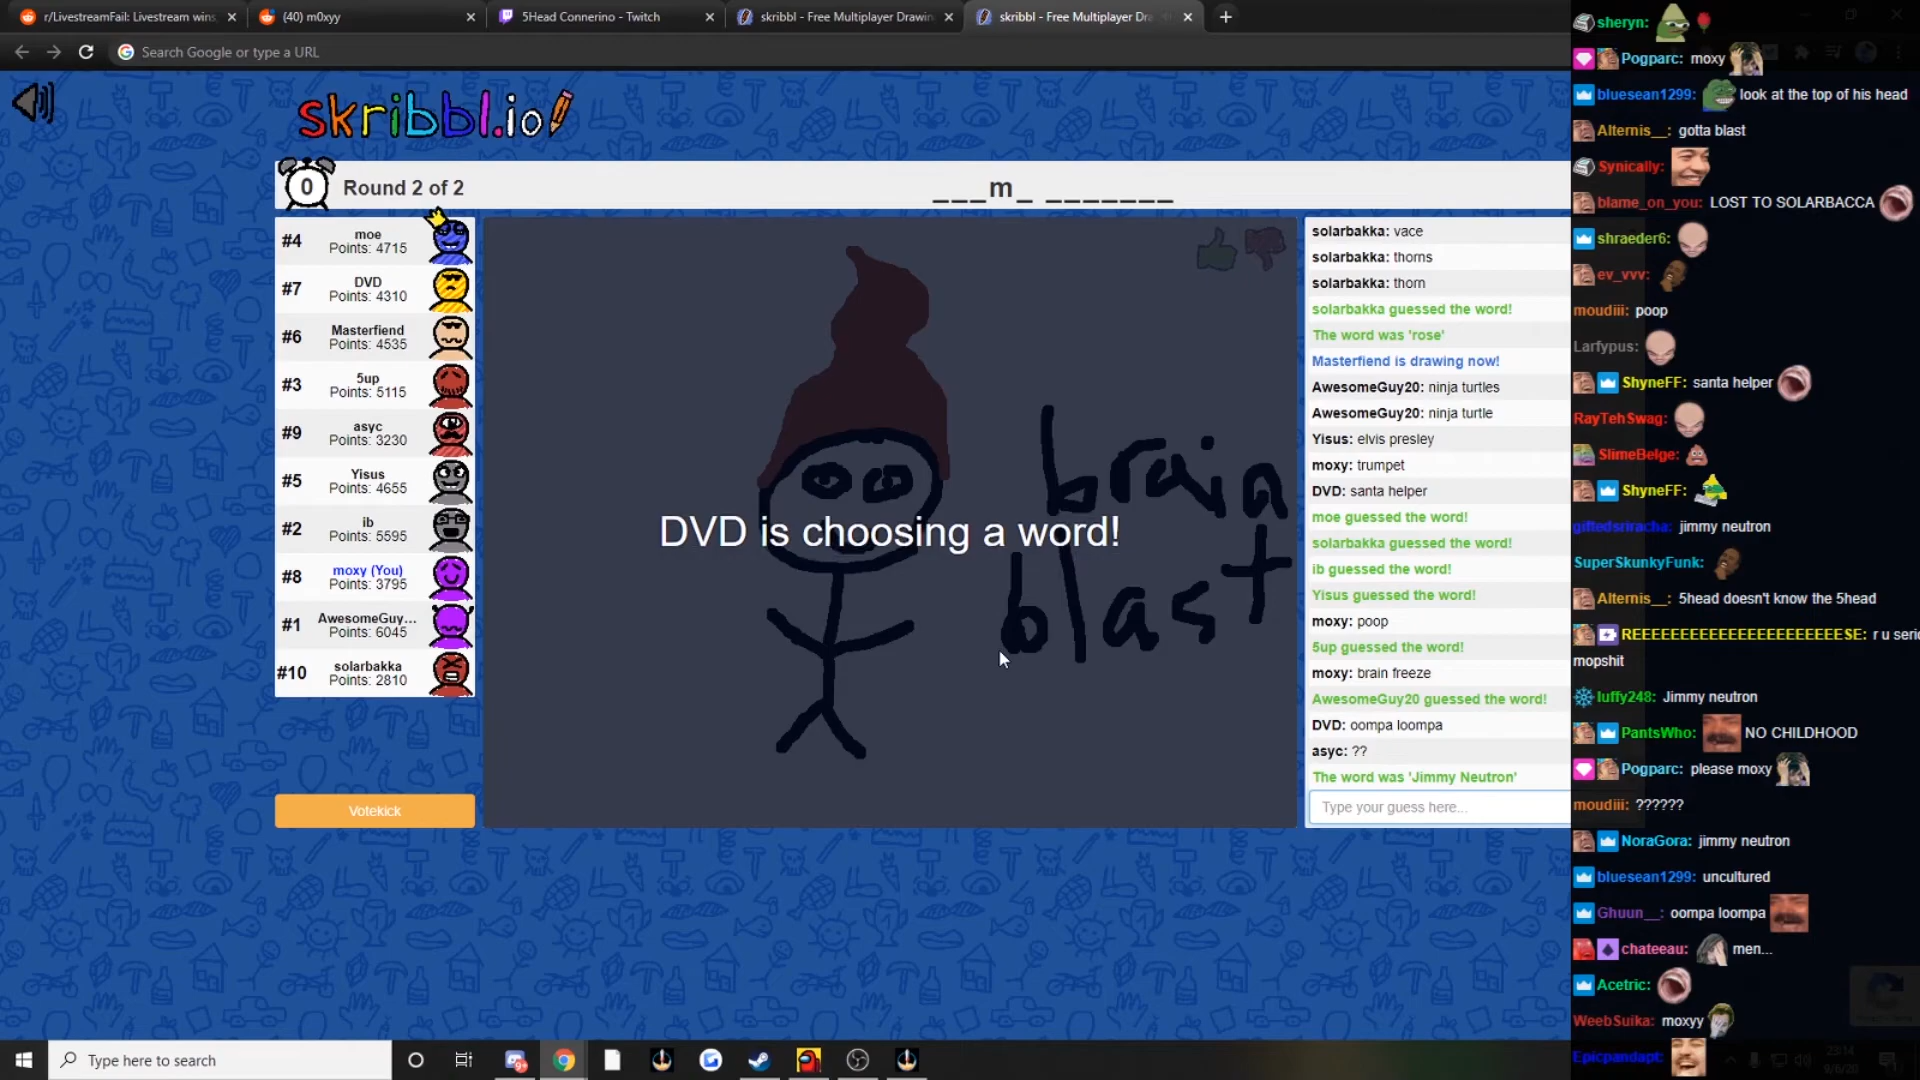 r/LivestreamFail: Livestream wins,
(40) m0xyy
5Head Connerino - Twitch
skribbl - Free Multiplayer Drawin
skribbl - Free Multiplayer Dra
Search Google or type a URL
skribbl.io
0
Round 2 of 2
___m_ _______
#4 moe
Points: 4715
#7 DVD
Points: 4310
#6 Masterfiend
Points: 4535
#3 5up
Points: 5115
#9 asyc
Points: 3230
#5 Yisus
Points: 4655
#2 ib
Points: 5595
#8 moxy (You)
Points: 3795
#1 AwesomeGuy...
Points: 6045
#10 solarbakka
Points: 2810
Votekick
brain
blast
DVD is choosing a word!
solarbakka: vace
solarbakka: thorns
solarbakka: thom
solarbakka guessed the word!
The word was 'rose'
Masterfiend is drawing now!
AwesomeGuy20: ninja turtles
AwesomeGuy20: ninja turtle
Yisus: elvis presley
moxy: trumpet
DVD: santa helper
moe guessed the word!
solarbakka guessed the word!
ib guessed the word!
Yisus guessed the word!
moxy: poop
5up guessed the word!
moxy: brain freeze
AwesomeGuy20 guessed the word!
DVD: oompa loompa
asyc: ??
The word was 'Jimmy Neutron'
Type your guess here...
sheryn:
Pogparc: moxy
bluesean1299: look at the top of his head
Alternis__: gotta blast
Synically:
blame_on_you: LOST TO SOLARBACCA
shraeder6:
ev_vvv:
moudiii: poop
Larfypus:
ShyneFF: santa helper
RayTehSwag:
SlimeBelge:
ShyneFF:
giftedsriracha: jimmy neutron
SuperSkunkyFunk:
Alternis__: 5head doesn't know the 5head
REEEEEEEEEEEEEEEEEEEEEESE: r u seri
mopshit
luffy248: Jimmy neutron
PantsWho: NO CHILDHOOD
Pogparc: please moxy
moudiii: ??????
NoraGora: jimmy neutron
bluesean1299: uncultured
Ghuun__: oompa loompa
chateeau: men...
Acetric:
WeebSuika: moxyy
Epicpandapt:
Type here to search
23:14
9/6/20